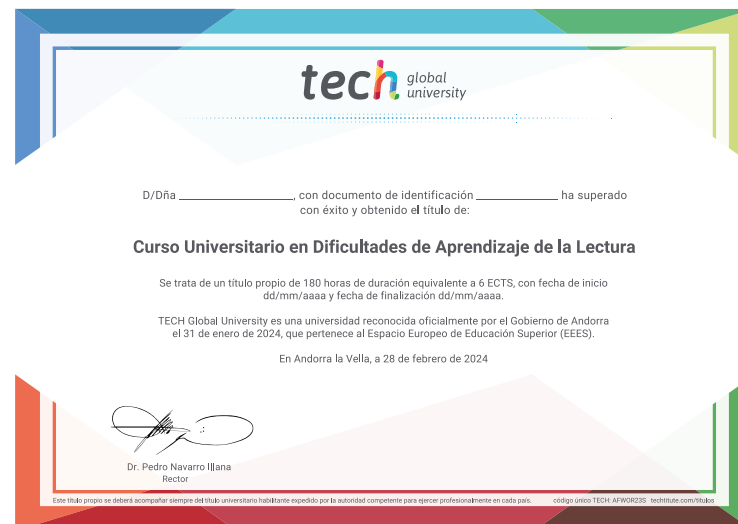 tech global university
D/Dña ____________, con documento de identificación ____________ ha superado
con éxito y obtenido el título de:
Curso Universitario en Dificultades de Aprendizaje de la Lectura
Se trata de un título propio de 180 horas de duración equivalente a 6 ECTS, con fecha de inicio
dd/mm/aaaa y fecha de finalización dd/mm/aaaa.
TECH Global University es una universidad reconocida oficialmente por el Gobierno de Andorra
el 31 de enero de 2024, que pertenece al Espacio Europeo de Educación Superior (EEES).
En Andorra la Vella, a 28 de febrero de 2024
Dr. Pedro Navarro Illana
Rector
Este título propio se deberá acompañar siempre del título universitario habilitante expedido por la autoridad competente para ejercer profesionalmente en cada país. código único TECH: AFWOR23S techtitute.com/titulos